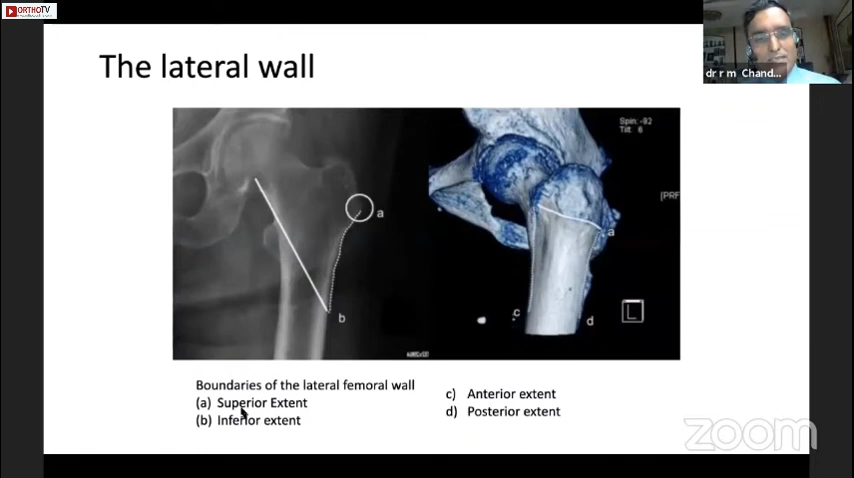 ORTHOTV
The lateral wall
dr r m Chand...
Spin: -82
Tilt: 6
[PRF
a
a
b
c
d
L
Boundaries of the lateral femoral wall
(a) Superior Extent
(b) Inferior extent
c) Anterior extent
d) Posterior extent
zoom